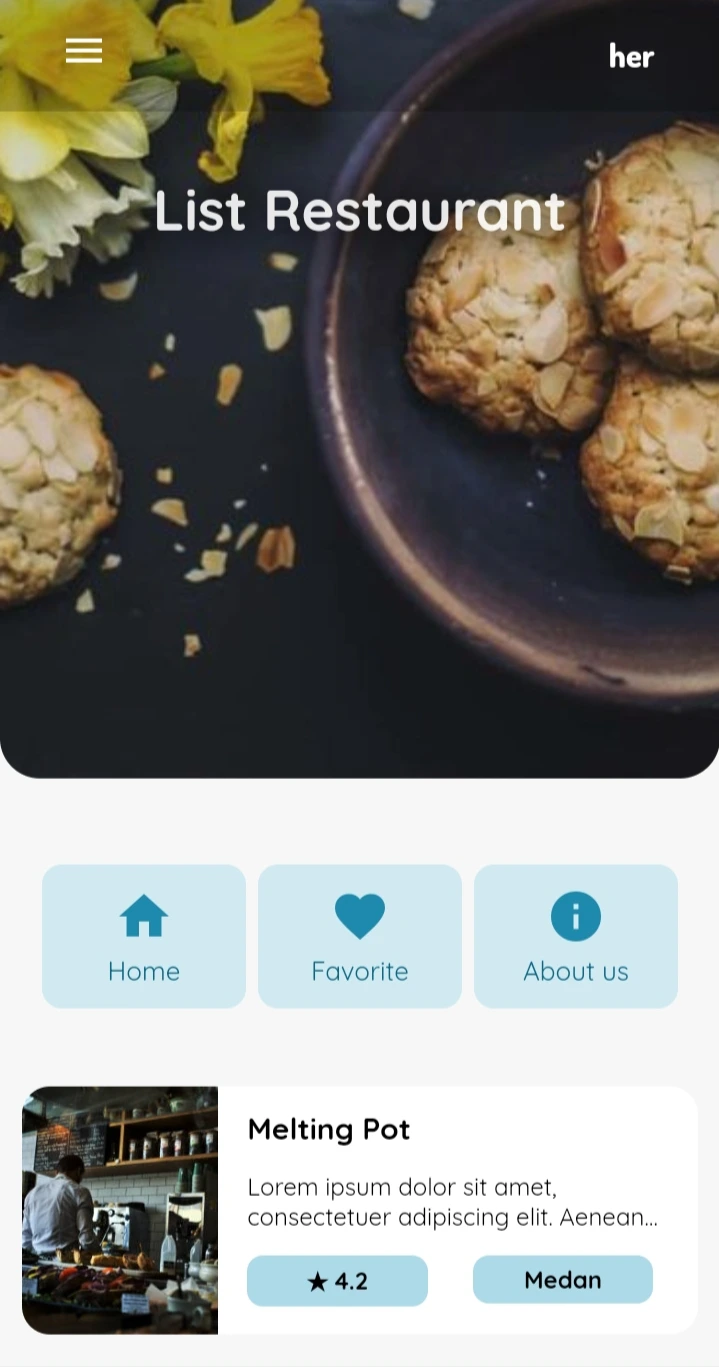 her
List Restaurant
Home
Favorite
About us
Melting Pot
Lorem ipsum dolor sit amet,
consectetuer adipiscing elit. Aenean...
★ 4.2
Medan